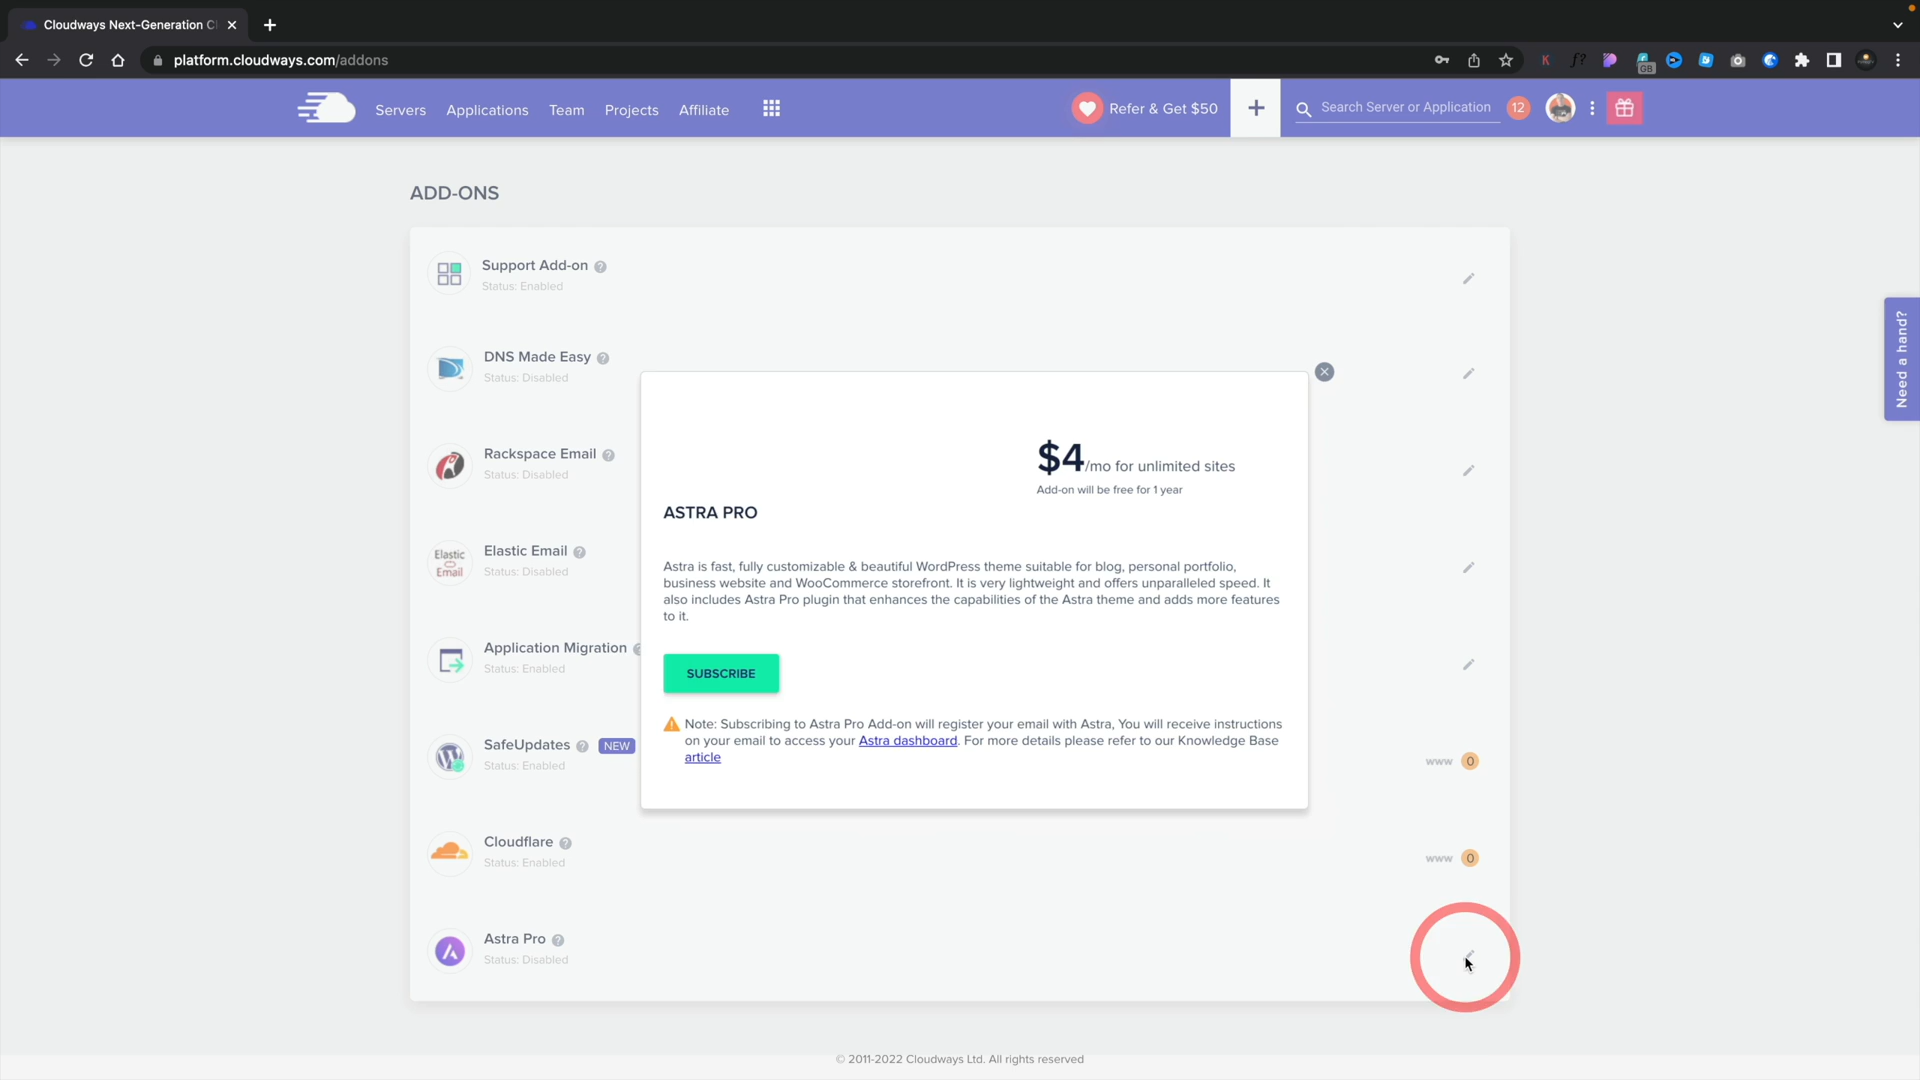 Cloudways Next-Generation C
platform.cloudways.com/addons
K
f?
GB
Servers
Applications
Team
Projects
Affiliate
Refer & Get $50
+
Search Server or Application
12
ADD-ONS
Support Add-on ?
Status: Enabled
DNS Made Easy ?
Status: Disabled
Rackspace Email ?
Status: Disabled
Elastic Email
Elastic Email ?
Status: Disabled
Application Migration
Status: Enabled
SafeUpdates ? NEW
Status: Enabled
www 0
Cloudflare ?
Status: Enabled
www 0
Astra Pro ?
Status: Disabled
$4/mo for unlimited sites
Add-on will be free for 1 year
ASTRA PRO
Astra is fast, fully customizable & beautiful WordPress theme suitable for blog, personal portfolio,
business website and WooCommerce storefront. It is very lightweight and offers unparalleled speed. It
also includes Astra Pro plugin that enhances the capabilities of the Astra theme and adds more features
to it.
SUBSCRIBE
Note: Subscribing to Astra Pro Add-on will register your email with Astra, You will receive instructions
on your email to access your Astra dashboard. For more details please refer to our Knowledge Base
article
Need a hand?
© 2011-2022 Cloudways Ltd. All rights reserved